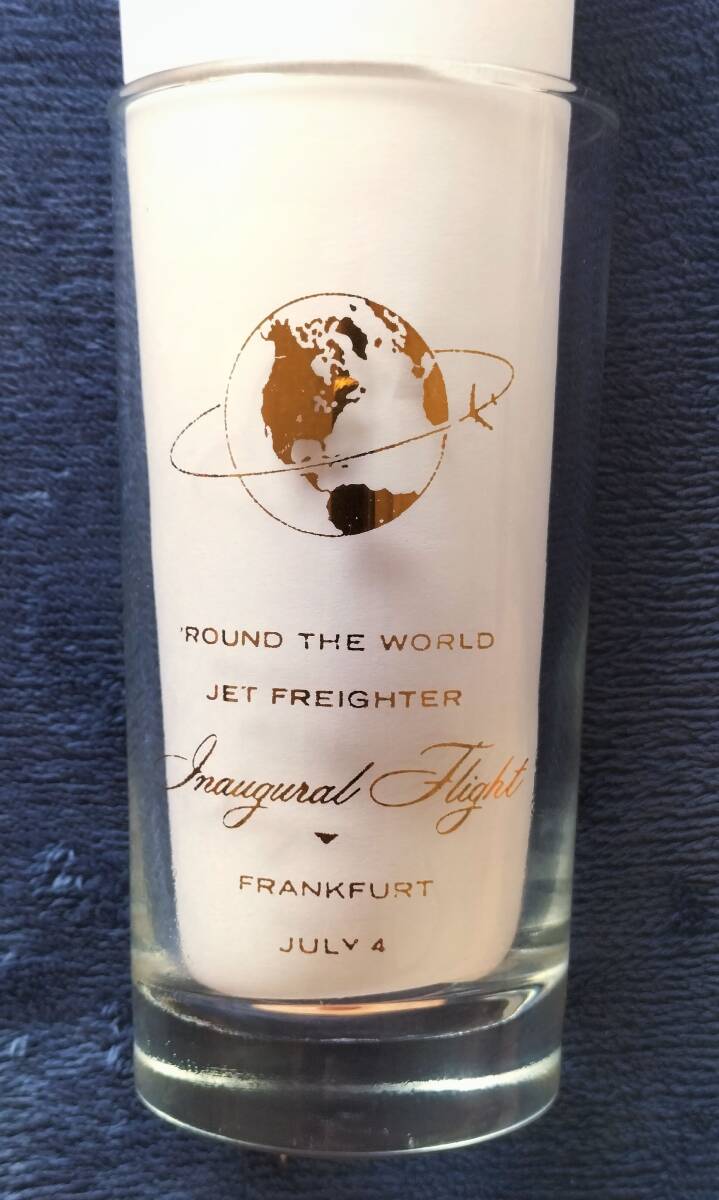 'ROUND THE WORLD
JET FREIGHTER
Inaugural Flight
FRANKFURT
JULY 4